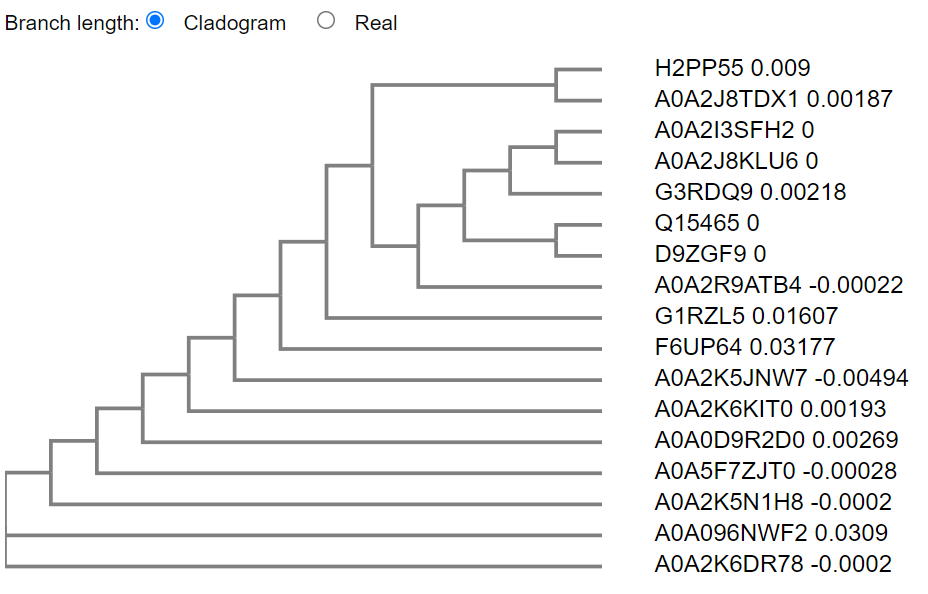 Branch length: Cladogram Real
H2PP55 0.009
A0A2J8TDX1 0.00187
A0A2I3SFH2 0
A0A2J8KLU6 0
G3RDQ9 0.00218
Q15465 0
D9ZGF9 0
A0A2R9ATB4 -0.00022
G1RZL5 0.01607
F6UP64 0.03177
A0A2K5JNW7 -0.00494
A0A2K6KIT0 0.00193
A0A0D9R2D0 0.00269
A0A5F7ZJT0 -0.00028
A0A2K5N1H8 -0.0002
A0A096NWF2 0.0309
A0A2K6DR78 -0.0002